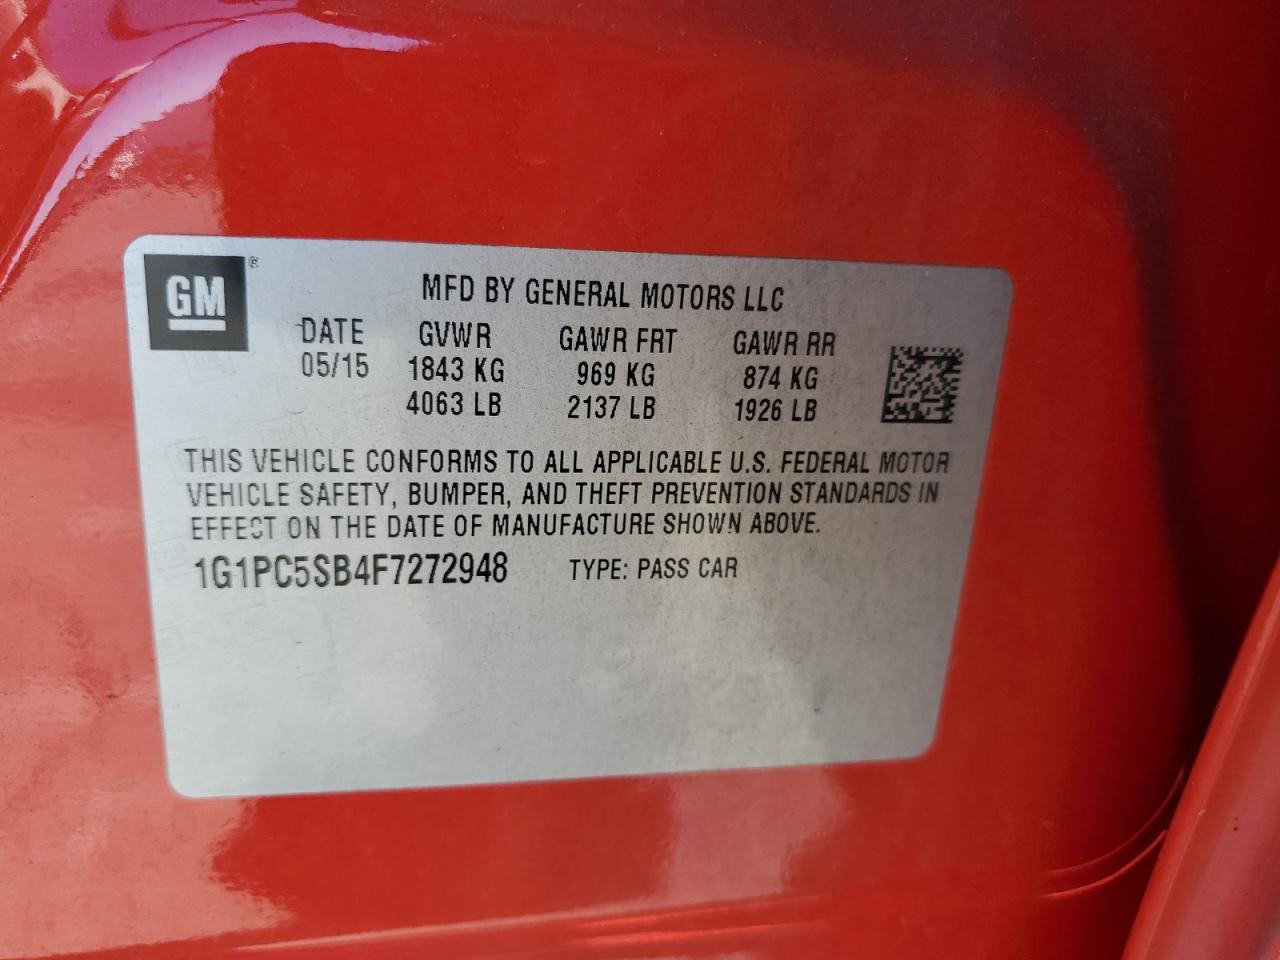 GM ®
MFD BY GENERAL MOTORS LLC
DATE GVWR GAWR FRT GAWR RR
05/15 1843 KG 969 KG 874 KG
4063 LB 2137 LB 1926 LB
THIS VEHICLE CONFORMS TO ALL APPLICABLE U.S. FEDERAL MOTOR
VEHICLE SAFETY, BUMPER, AND THEFT PREVENTION STANDARDS IN
EFFECT ON THE DATE OF MANUFACTURE SHOWN ABOVE.
1G1PC5SB4F7272948 TYPE: PASS CAR